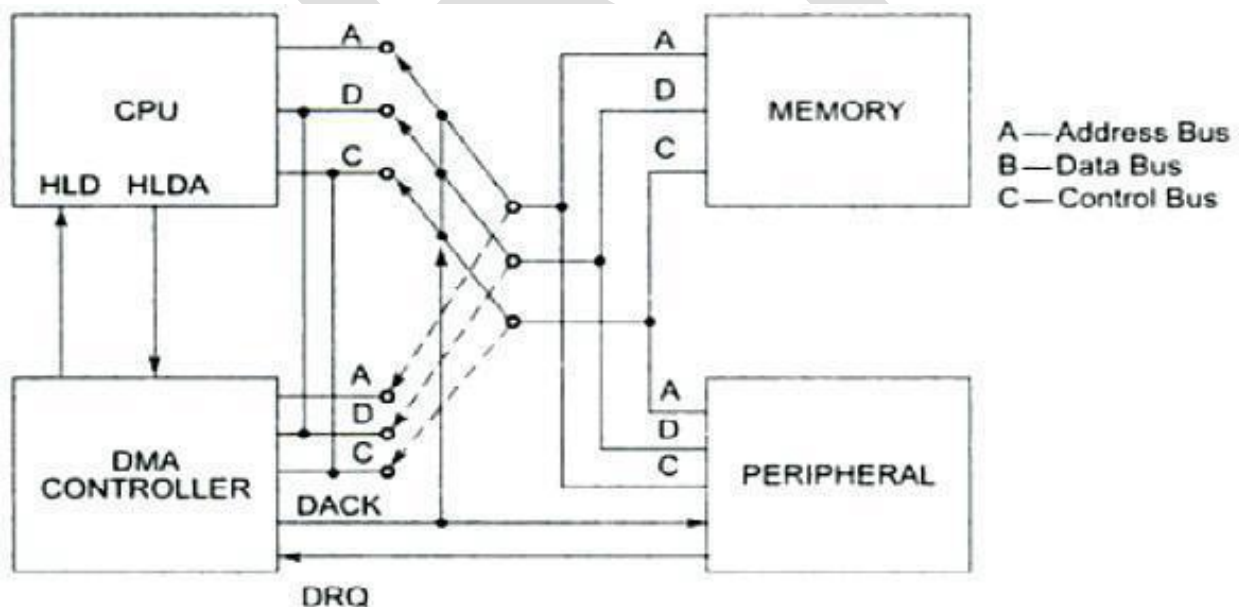 CPU
HLD HLDA
A
D
C
A
D
C
MEMORY
A—Address Bus
B—Data Bus
C—Control Bus
DMA
CONTROLLER
A
D
C
DACK
DRQ
A
D
C
PERIPHERAL